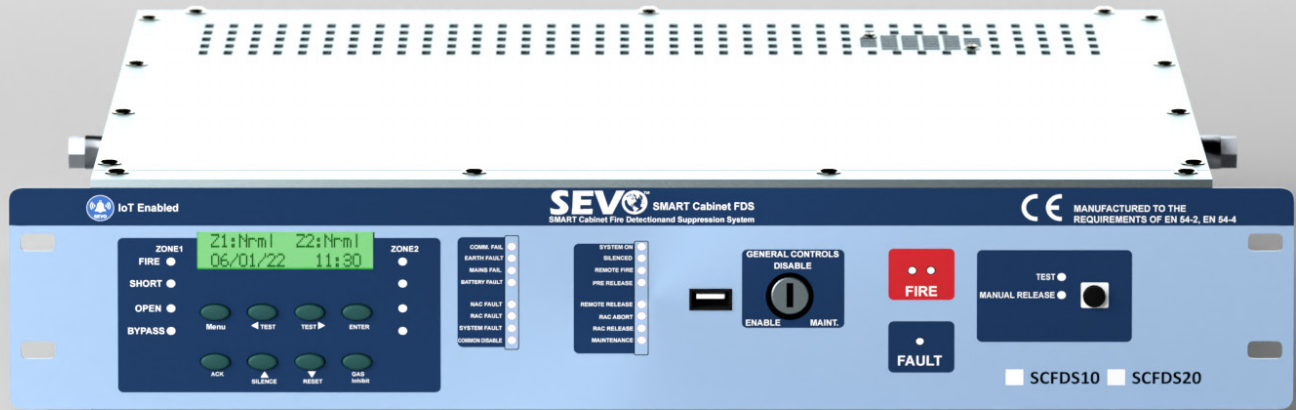 SEVO
IoT Enabled
SEVO™ SMART Cabinet FDS
SMART Cabinet Fire Detectionand Suppression System
CE MANUFACTURED TO THE
REQUIREMENTS OF EN 54-2, EN 54-4
ZONE1
Z1:Nrml Z2:Nrml
06/01/22 11:30
ZONE2
FIRE
SHORT
OPEN
BYPASS
Menu
◀ TEST
TEST ▶
ENTER
ACK
▲
SILENCE
▼
RESET
GAS
Inhibit
COMM. FAIL
EARTH FAULT
MAINS FAIL
BATTERY FAULT
NAC FAULT
RAC FAULT
SYSTEM FAULT
COMMON DISABLE
SYSTEM ON
SILENCED
REMOTE FIRE
PRE RELEASE
REMOTE RELEASE
RAC ABORT
RAC RELEASE
MAINTENANCE
GENERAL CONTROLS
DISABLE
ENABLE MAINT.
FIRE
FAULT
TEST
MANUAL RELEASE
SCFDS10 SCFDS20